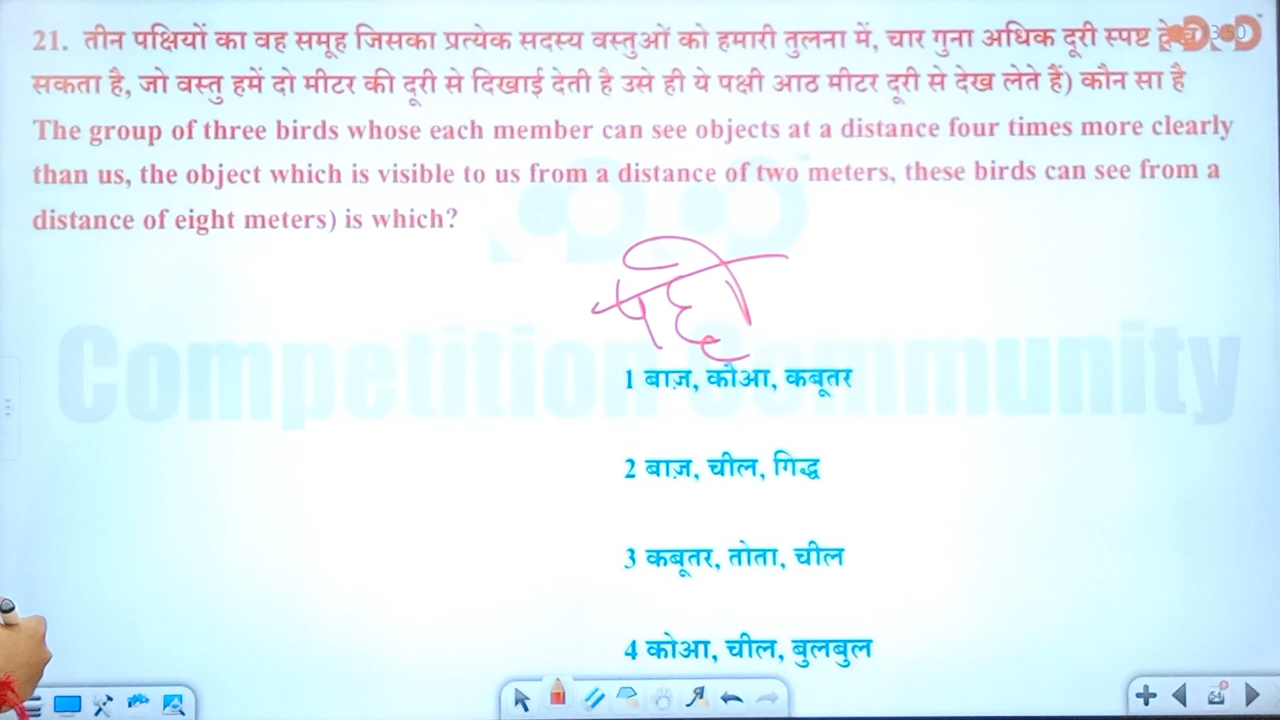 21. तीन पक्षियों का वह समूह जिसका प्रत्येक सदस्य वस्तुओं को हमारी तुलना में, चार गुना अधिक दूरी स्पष्ट
सकता है, जो वस्तु हमें दो मीटर की दूरी से दिखाई देती है उसे ही ये पक्षी आठ मीटर दूरी से देख लेते हैं) कौन सा है
The group of three birds whose each member can see objects at a distance four times more clearly
than us, the object which is visible to us from a distance of two meters, these birds can see from a
distance of eight meters) is which?
Competition Community
1 बाज़, कौआ, कबूतर
2 बाज़, चील, गिद्ध
3 कबूतर, तोता, चील
4 कोआ, चील, बुलबुल